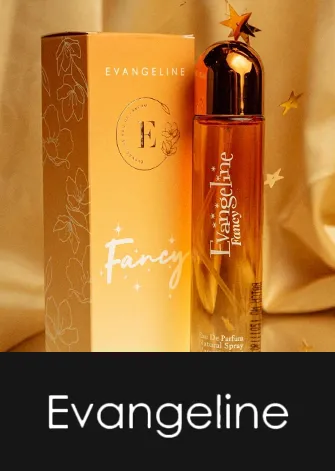 EVANGELINE
E
Fancy
Evangeline
Fancy
Eau De Parfum
Natural Spray
Evangeline